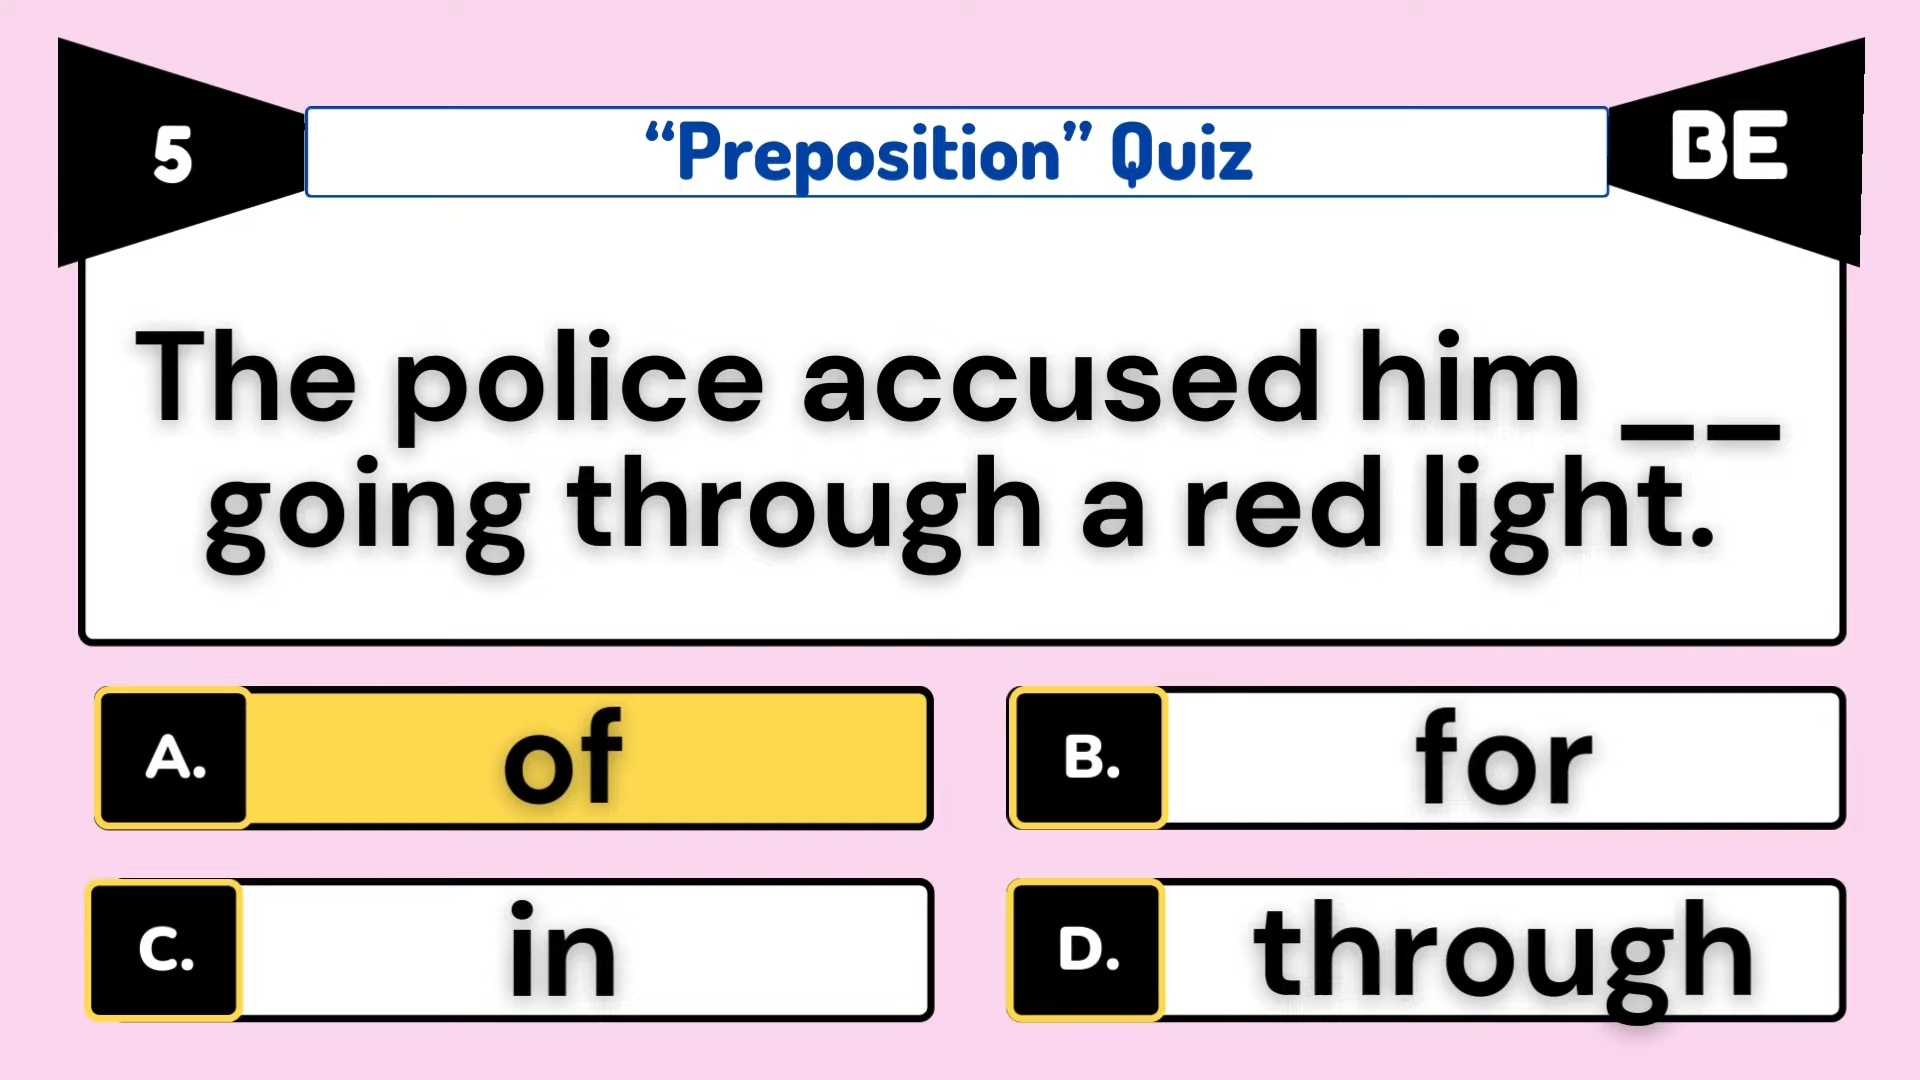 5
“Preposition” Quiz
BE
The police accused him __
going through a red light.
A. of
B. for
C. in
D. through